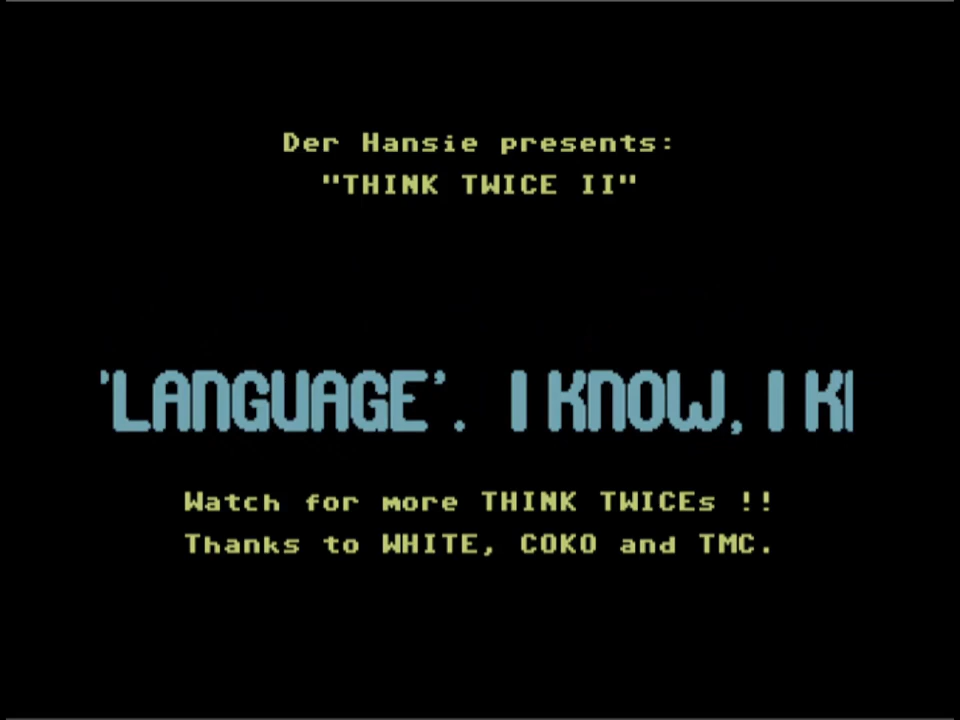 Der Hansie presents:
"THINK TWICE II"
'LANGUAGE'. I KNOW, I
Watch for more THINK TWICEs !!
Thanks to WHITE, COKO and TMC.